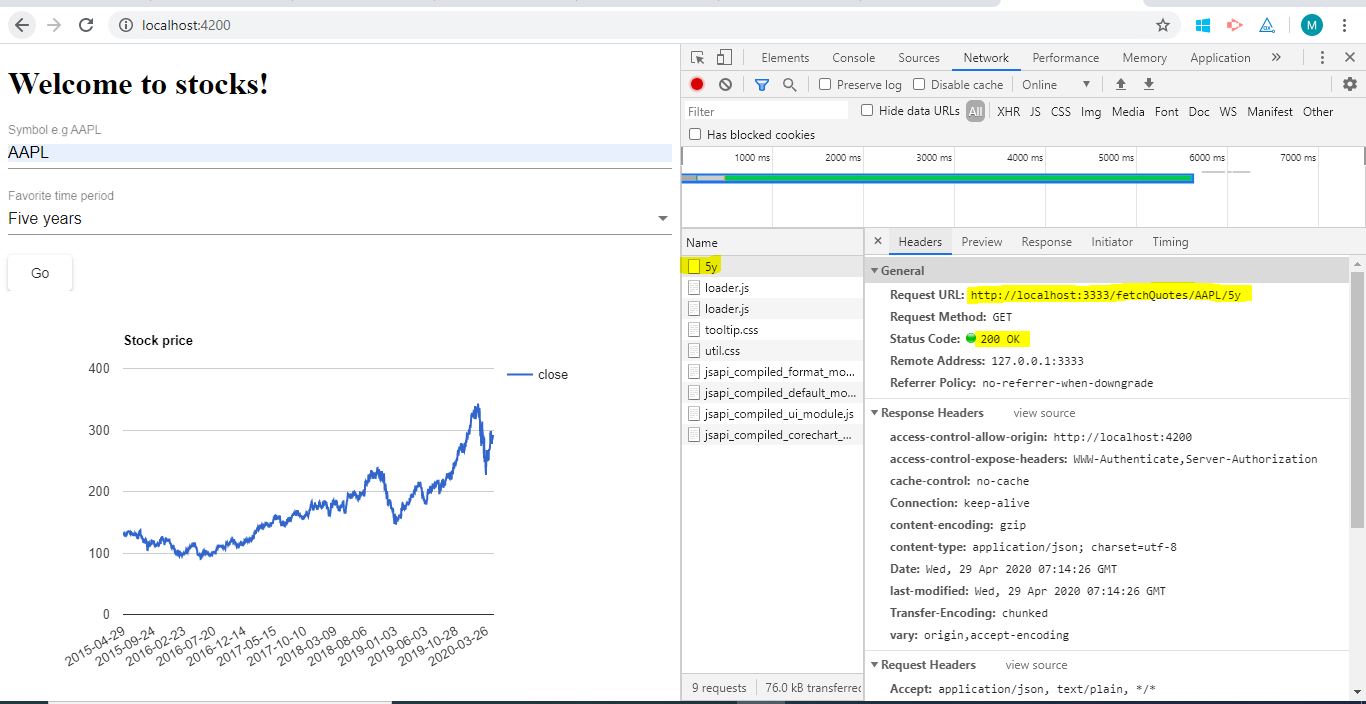 localhost:4200
M
Welcome to stocks!
Symbol e.g AAPL
AAPL
Favorite time period
Five years
Go
Stock price
400
300
200
100
0
close
2015-04-29
2015-09-24
2016-02-23
2016-07-20
2016-12-14
2017-05-15
2017-10-10
2018-03-09
2018-08-06
2019-01-03
2019-06-03
2019-10-28
2020-03-26
Elements Console Sources Network Performance Memory Application »
Preserve log Disable cache Online
Filter Hide data URLs All XHR JS CSS Img Media Font Doc WS Manifest Other
Has blocked cookies
1000 ms 2000 ms 3000 ms 4000 ms 5000 ms 6000 ms 7000 ms
Name
5y
loader.js
loader.js
tooltip.css
util.css
jsapi_compiled_format_mo...
jsapi_compiled_default_mo...
jsapi_compiled_ui_module.js
jsapi_compiled_corechart_...
9 requests 76.0 kB transferred
Headers Preview Response Initiator Timing
General
Request URL: http://localhost:3333/fetchQuotes/AAPL/5y
Request Method: GET
Status Code: 200 OK
Remote Address: 127.0.0.1:3333
Referrer Policy: no-referrer-when-downgrade
Response Headers view source
access-control-allow-origin: http://localhost:4200
access-control-expose-headers: WWW-Authenticate,Server-Authorization
cache-control: no-cache
Connection: keep-alive
content-encoding: gzip
content-type: application/json; charset=utf-8
Date: Wed, 29 Apr 2020 07:14:26 GMT
last-modified: Wed, 29 Apr 2020 07:14:26 GMT
Transfer-Encoding: chunked
vary: origin,accept-encoding
Request Headers view source
Accept: application/json, text/plain, */*